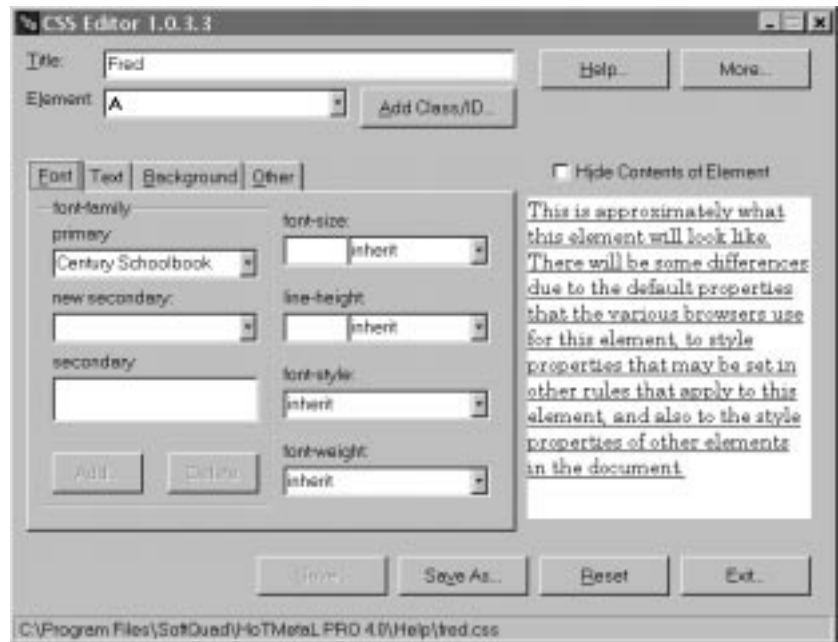 CSS Editor 1.0.3.3
Title: Fred
Help... More...
Element: A
Add Class/ID...
Font Text Background Other
Hide Contents of Element
font-family
primary
Century Schoolbook
new secondary:
secondary
Add... Delete
font-size:
inherit
line-height:
inherit
font-style:
inherit
font-weight:
inherit
This is approximately what
this element will look like.
There will be some differences
due to the default properties
that the various browsers use
for this element, to style
properties that may be set in
other rules that apply to this
element, and also to the style
properties of other elements
in the document.
Save... Save As... Reset Exit...
C:\Program Files\SoftQuad\HoTMetaL PRO 4.0\Help\fred.css